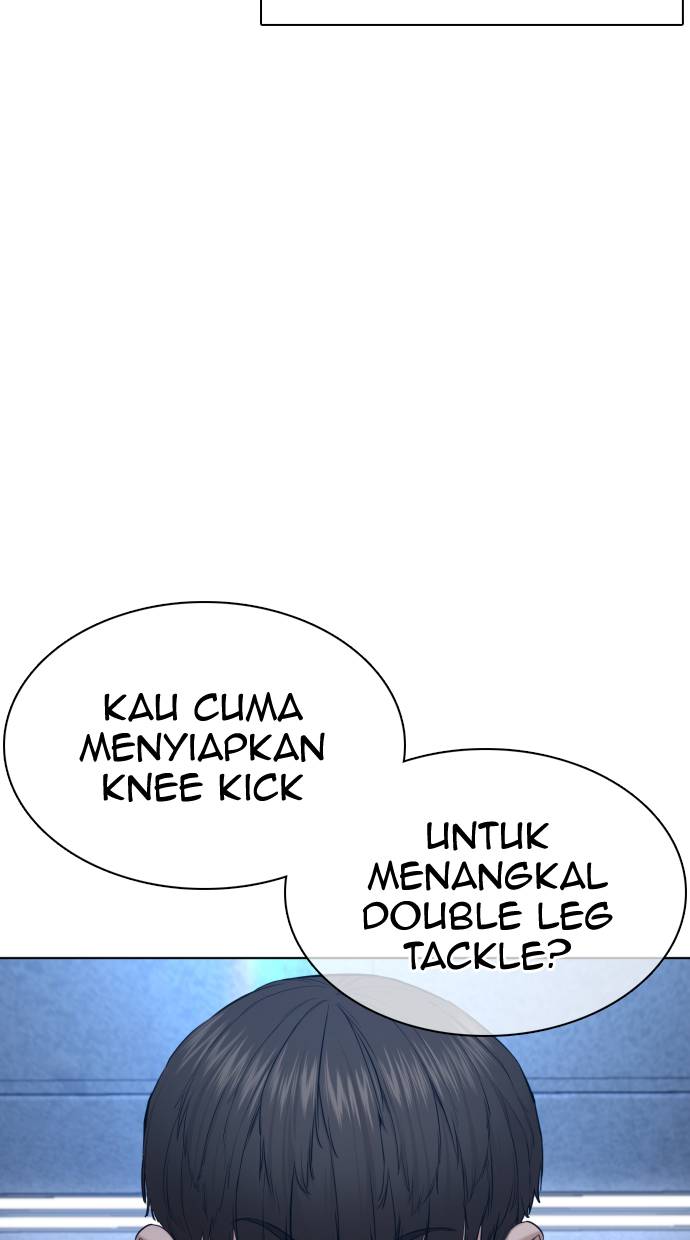 KAU CUMA
MENYIAPKAN
KNEE KICK
UNTUK
MENANGKAL
DOUBLE LEG
TACKLE?